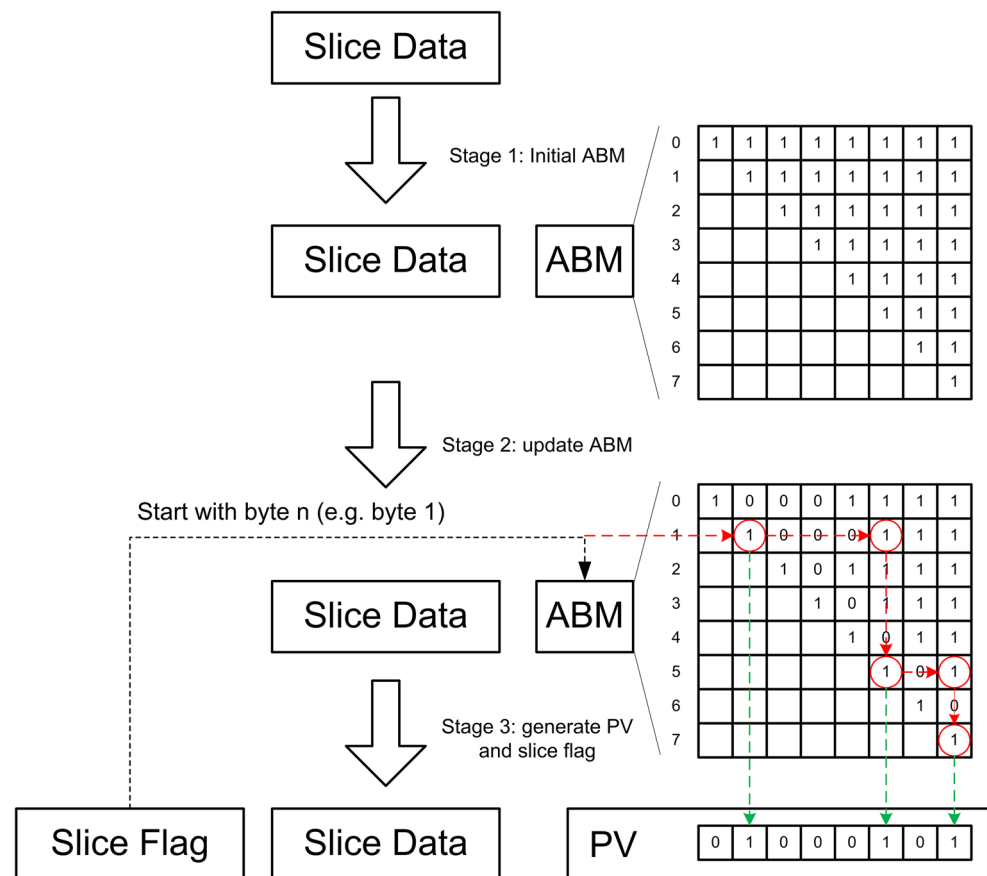 Slice Data
Stage 1: Initial ABM
Slice Data
ABM
0 1 1 1 1 1 1 1 1
1 1 1 1 1 1 1 1
2 1 1 1 1 1 1
3 1 1 1 1 1
4 1 1 1 1
5 1 1 1
6 1 1
7 1
Stage 2: update ABM
Start with byte n (e.g. byte 1)
Slice Data
ABM
0 1 0 0 0 1 1 1 1
1 1 0 0 0 1 1 1
2 1 0 1 1 1 1
3 1 0 1 1 1
4 1 0 1 1
5 1 0 1
6 1 0
7 1
Stage 3: generate PV
and slice flag
Slice Flag
Slice Data
PV
0 1 0 0 0 1 0 1